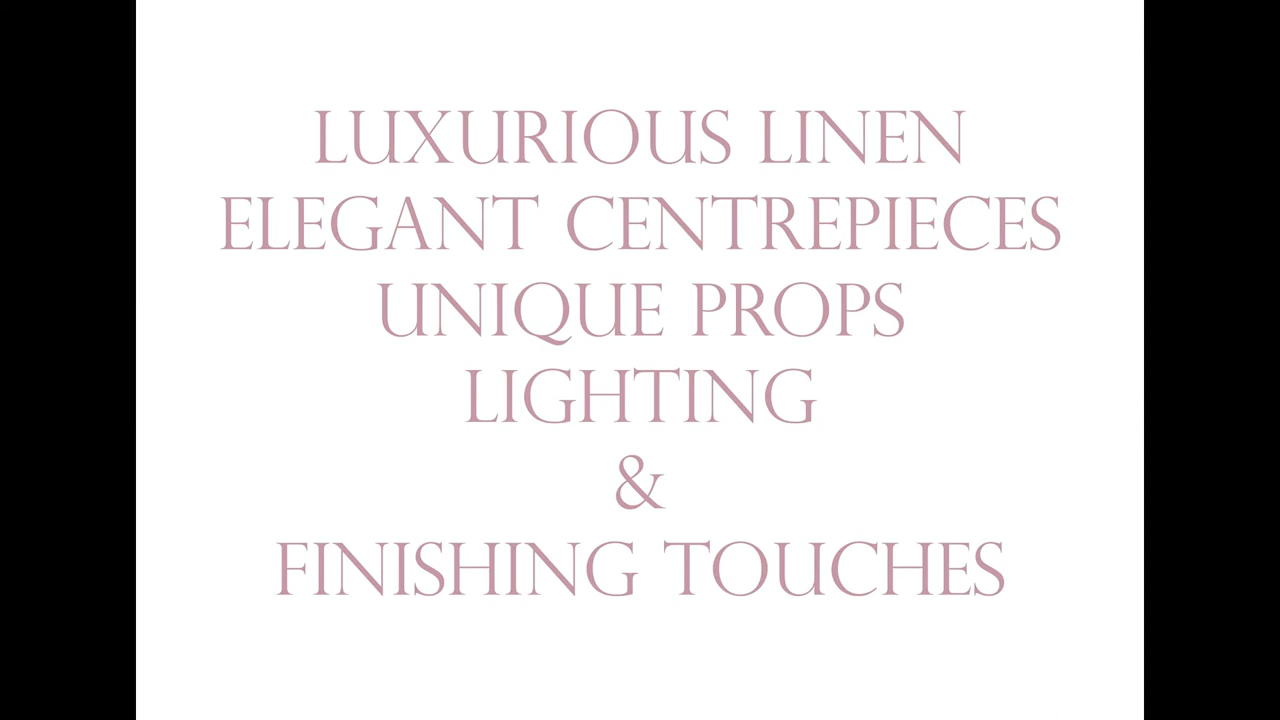 LUXURIOUS LINEN
ELEGANT CENTREPIECES
UNIQUE PROPS
LIGHTING
&
FINISHING TOUCHES